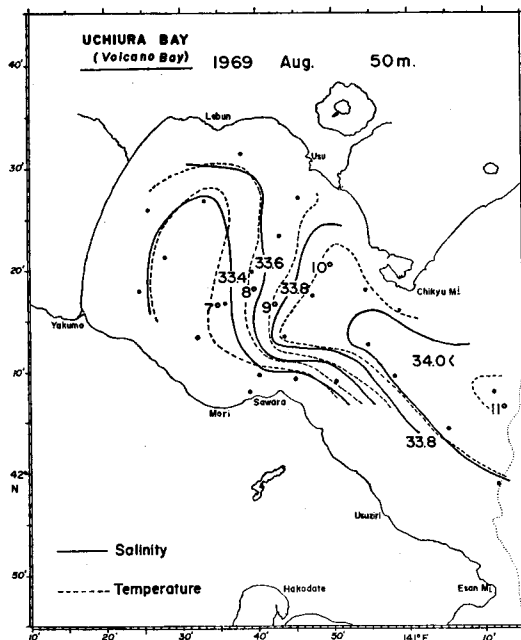 UCHIURA BAY
(Volcano Bay) 1969 Aug. 50m.
40'
Lebun
Usu
30'
33.6
10°
33.4
20'
8°
33.8
7°
9°
Chikyu Mi.
Yakumo
34.0<
10'
11°
Mori
Sawara
33.8
42°
N
Usuziri
Salinity
50'
Temperature
Hakodate
Esan Mi.
10' 20' 30' 40' 50' 141°E 10'